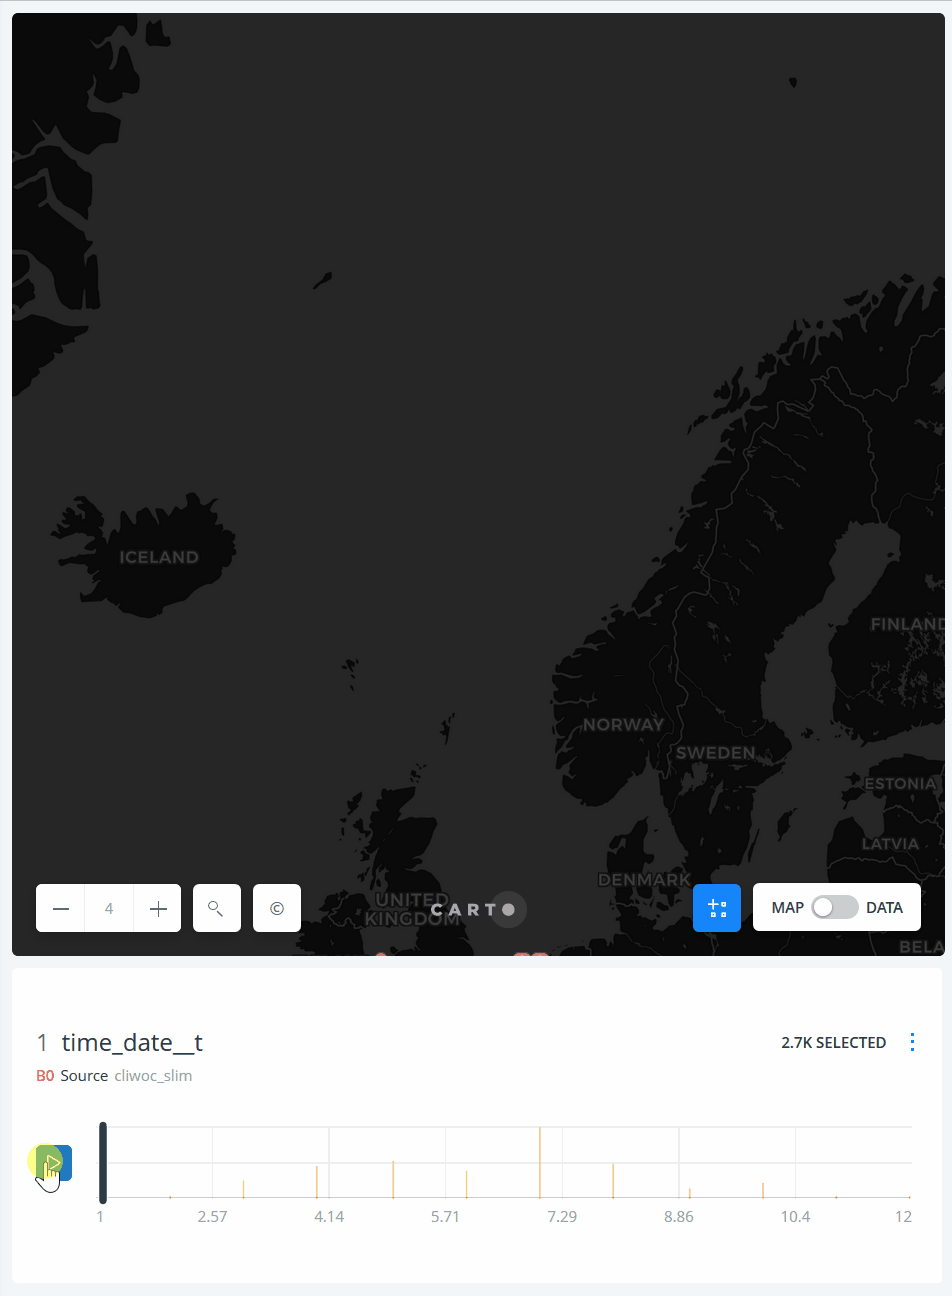 ICELAND
FINLAND
NORWAY
SWEDEN
ESTONIA
LATVIA
DENMARK
UNITED
KINGDOM
CARTO
4
©
MAP
DATA
BELA
1 time_date__t
2.7K SELECTED
B0 Source cliwoc_slim
1 2.57 4.14 5.71 7.29 8.86 10.4 12